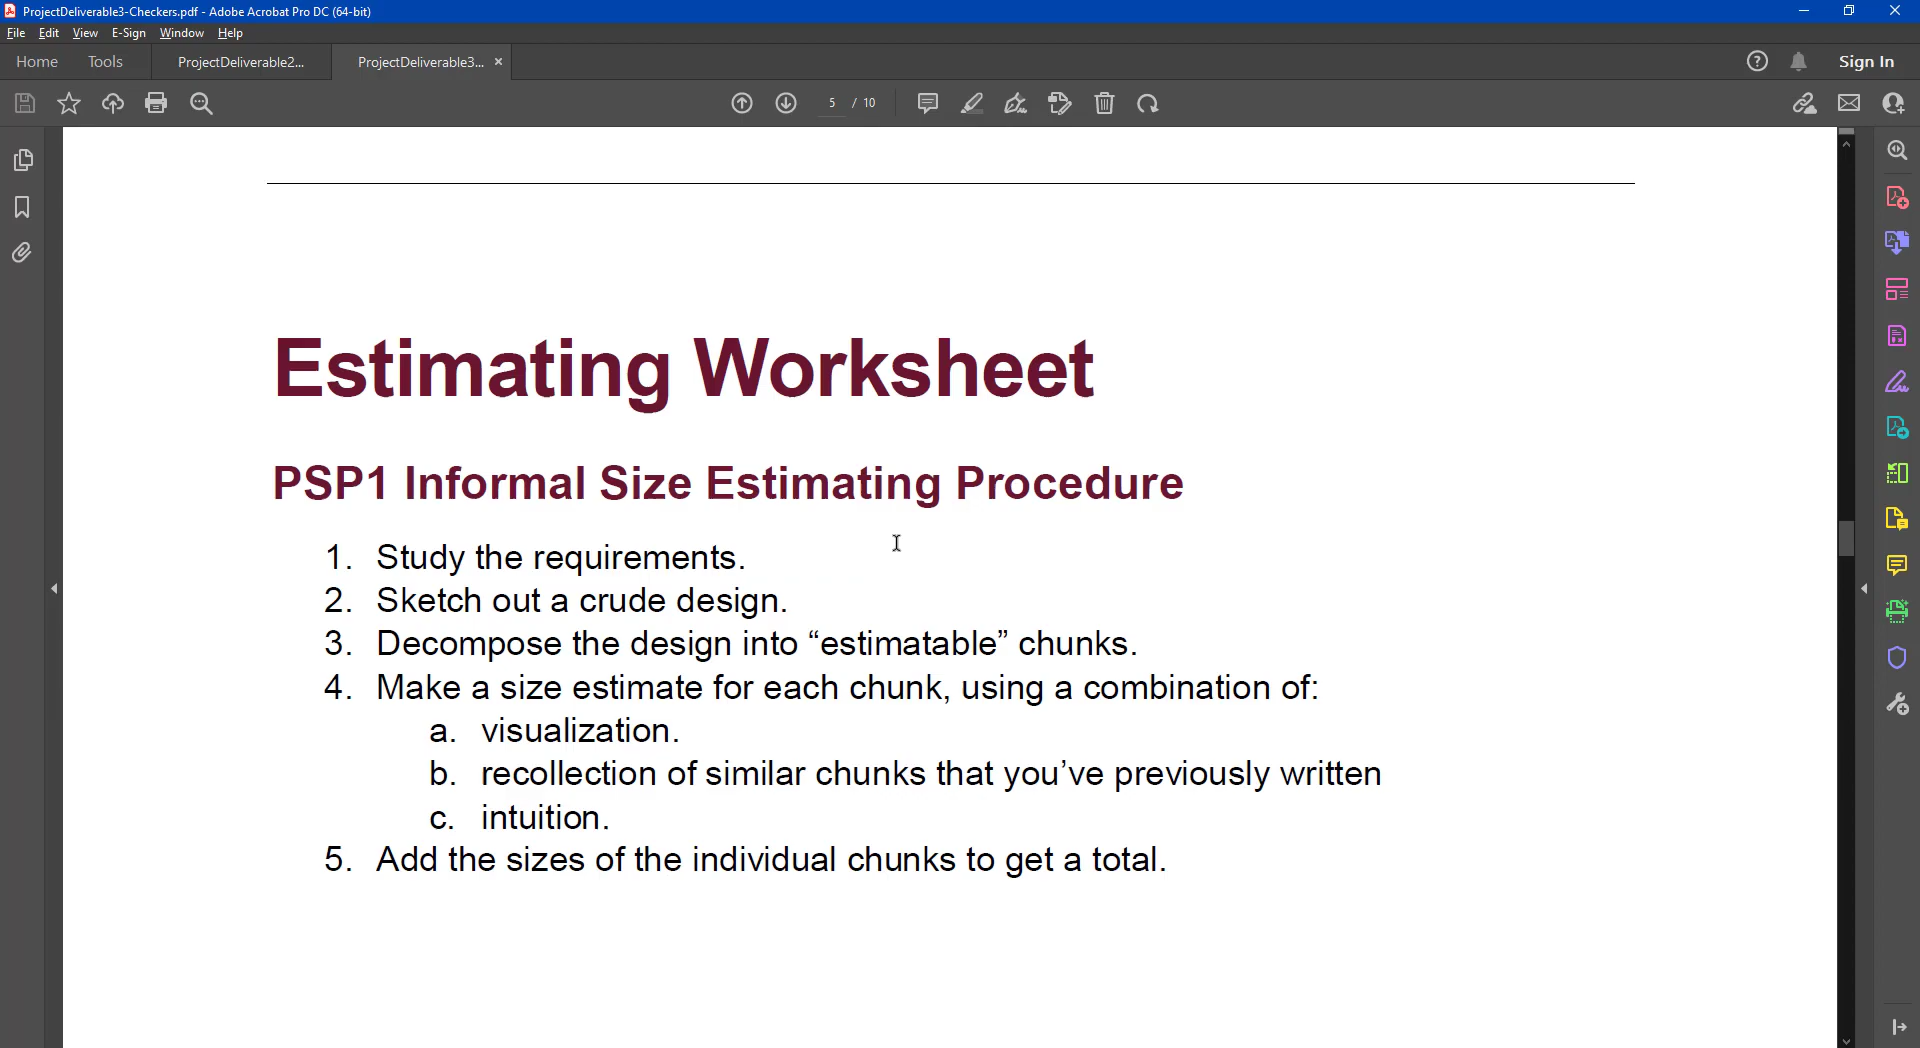 ProjectDeliverable3-Checkers.pdf - Adobe Acrobat Pro DC (64-bit)
File Edit View E-Sign Window Help
Home Tools ProjectDeliverable2... ProjectDeliverable3... × Sign In
5 / 10
Estimating Worksheet
PSP1 Informal Size Estimating Procedure
1. Study the requirements.
2. Sketch out a crude design.
3. Decompose the design into “estimatable” chunks.
4. Make a size estimate for each chunk, using a combination of:
a. visualization.
b. recollection of similar chunks that you’ve previously written
c. intuition.
5. Add the sizes of the individual chunks to get a total.